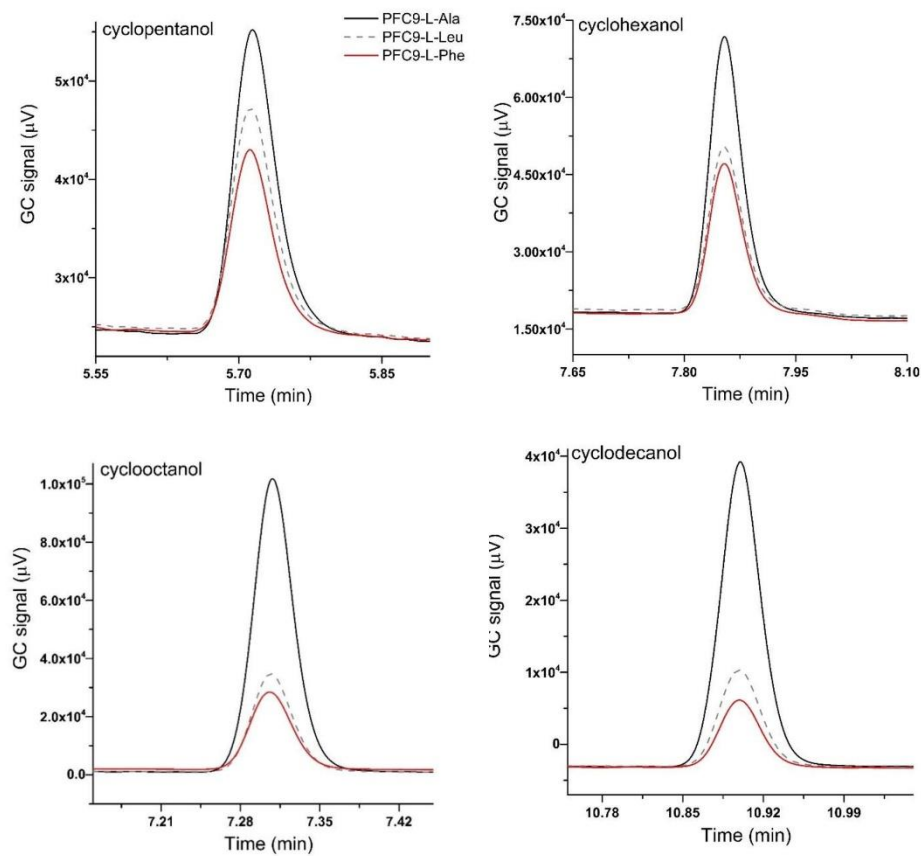 cyclopentanol
PFC9-L-Ala
PFC9-L-Leu
PFC9-L-Phe
5x10⁴
4x10⁴
3x10⁴
GC signal (µV)
5.55 5.70 5.85
Time (min)
cyclohexanol
7.50x10⁴
6.00x10⁴
4.50x10⁴
3.00x10⁴
1.50x10⁴
GC signal (µV)
7.65 7.80 7.95 8.10
Time (min)
cyclooctanol
1.0x10⁵
8.0x10⁴
6.0x10⁴
4.0x10⁴
2.0x10⁴
0.0
GC signal (µV)
7.21 7.28 7.35 7.42
Time (min)
cyclodecanol
4x10⁴
3x10⁴
2x10⁴
1x10⁴
0
GC signal (µV)
10.78 10.85 10.92 10.99
Time (min)